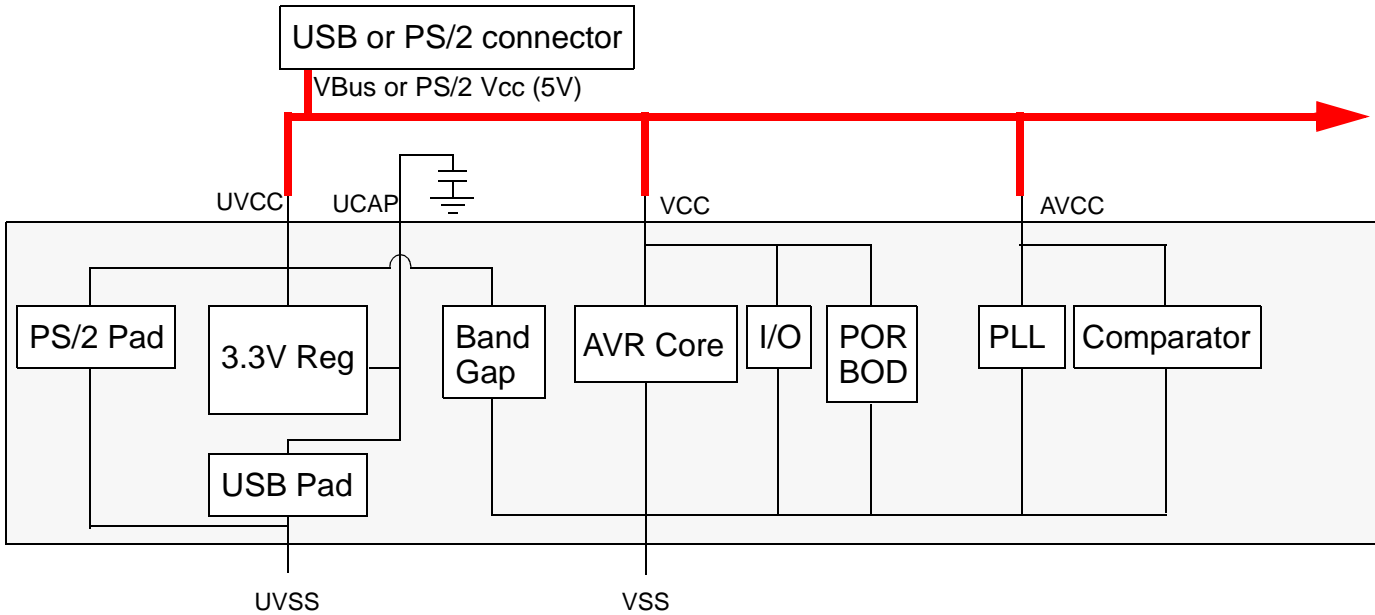 USB or PS/2 connector
VBus or PS/2 Vcc (5V)
UVCC
UCAP
VCC
AVCC
PS/2 Pad
3.3V Reg
Band
Gap
AVR Core
I/O
POR
BOD
PLL
Comparator
USB Pad
UVSS
VSS